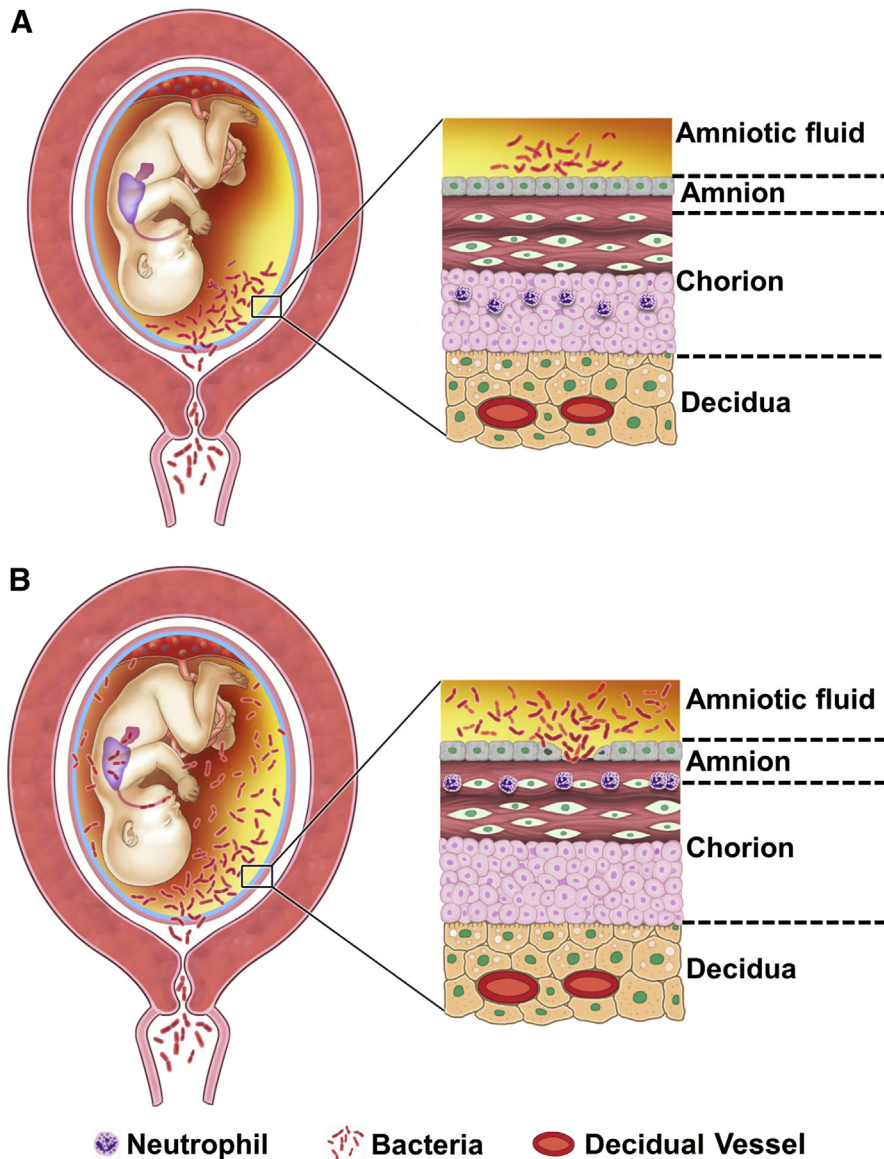 A
Amniotic fluid
Amnion
Chorion
Decidua
B
Amniotic fluid
Amnion
Chorion
Decidua
Neutrophil Bacteria Decidual Vessel